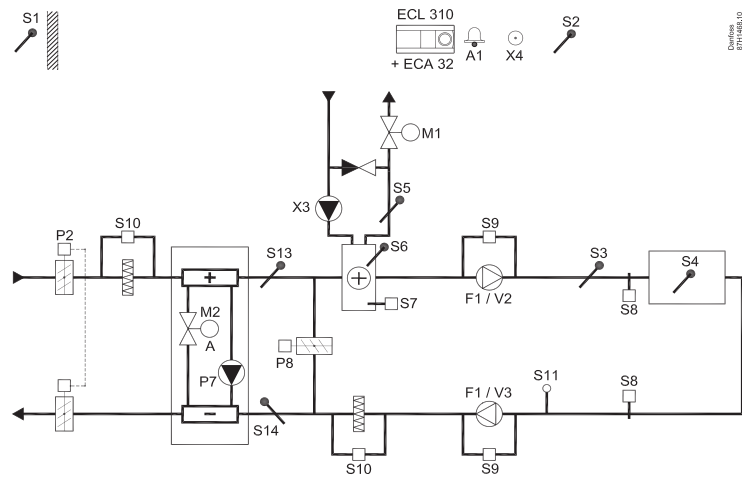 S1
ECL 310
+ ECA 32
A1
X4
S2
Danfoss
87H1468.10
M1
X3
S5
P2
S10
S13
S6
S9
S3
S4
S7
F1 / V2
S8
M2
A
P7
P8
S14
S10
F1 / V3
S9
S11
S8